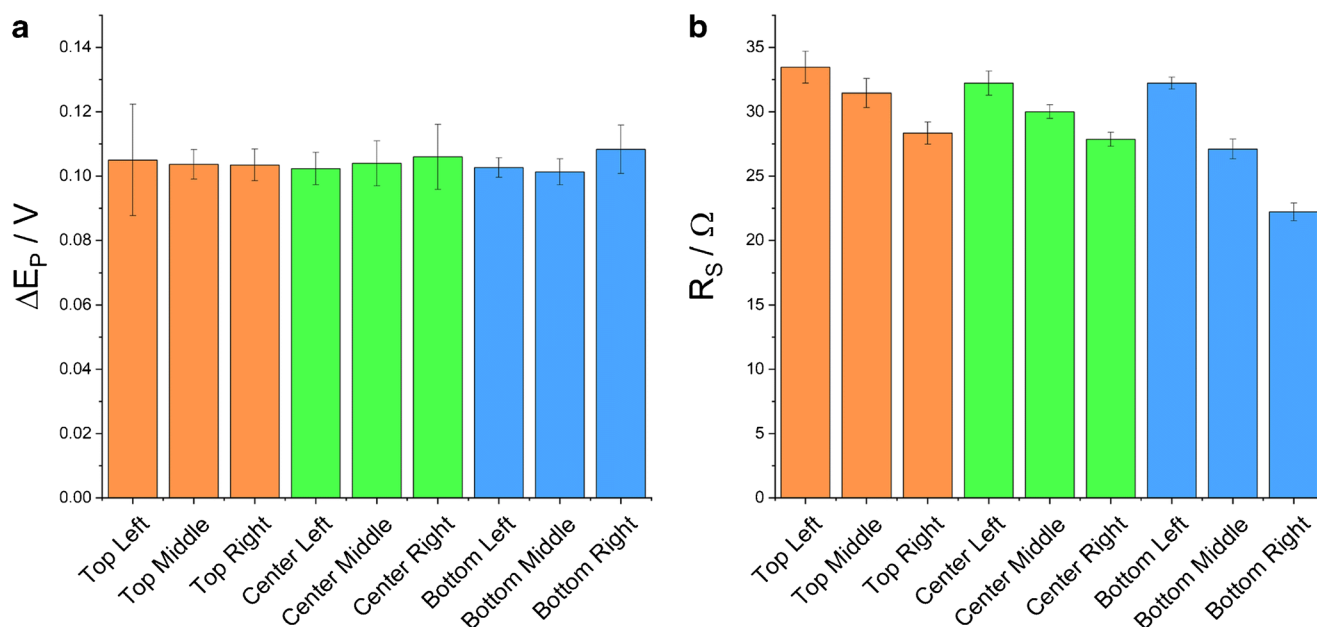 a
ΔE_P / V
0.14
0.12
0.10
0.08
0.06
0.04
0.02
0.00
Top Left
Top Middle
Top Right
Center Left
Center Middle
Center Right
Bottom Left
Bottom Middle
Bottom Right
b
R_S / Ω
35
30
25
20
15
10
5
0
Top Left
Top Middle
Top Right
Center Left
Center Middle
Center Right
Bottom Left
Bottom Middle
Bottom Right